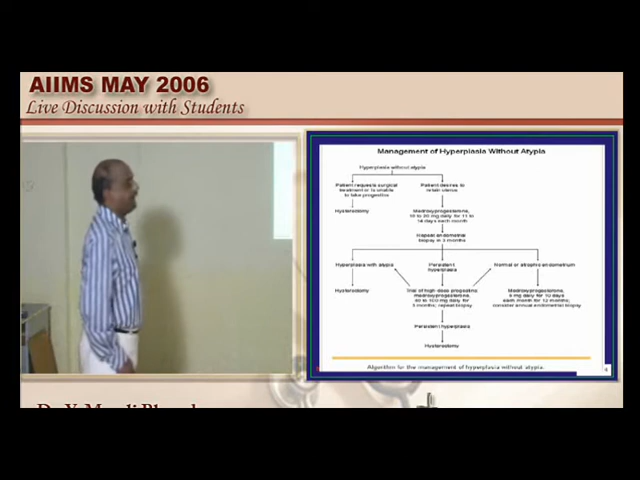 AIIMS MAY 2006
Live Discussion with Students
Management of Hyperplasia Without Atypia
Hyperplasia without atypia
Patient requests surgical
treatment or is unable
to take progestins
Hysterectomy
Patient desires to
retain uterus
Medroxyprogesterone,
10 to 20 mg daily for 11 to
14 days each month
Repeat endometrial
biopsy in 3 months
Hyperplasia with atypia
Hysterectomy
Persistent
hyperplasia
Trial of high-dose progestins
medroxyprogesterone,
40 to 100 mg daily for
3 months; repeat biopsy
Persistent hyperplasia
Hysterectomy
Normal or atrophic endometrium
Medroxyprogesterone,
5 mg daily for 10 days
each month for 12 months;
consider annual endometrial biopsy
Algorithm for the management of hyperplasia without atypia.